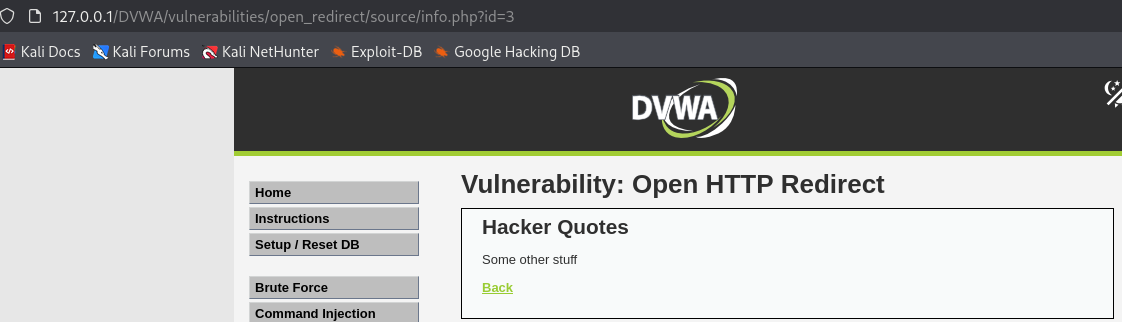 127.0.0.1/DVWA/vulnerabilities/open_redirect/source/info.php?id=3
Kali Docs Kali Forums Kali NetHunter Exploit-DB Google Hacking DB
DVWA
Vulnerability: Open HTTP Redirect
Home
Instructions
Setup / Reset DB
Brute Force
Command Injection
Hacker Quotes
Some other stuff
Back